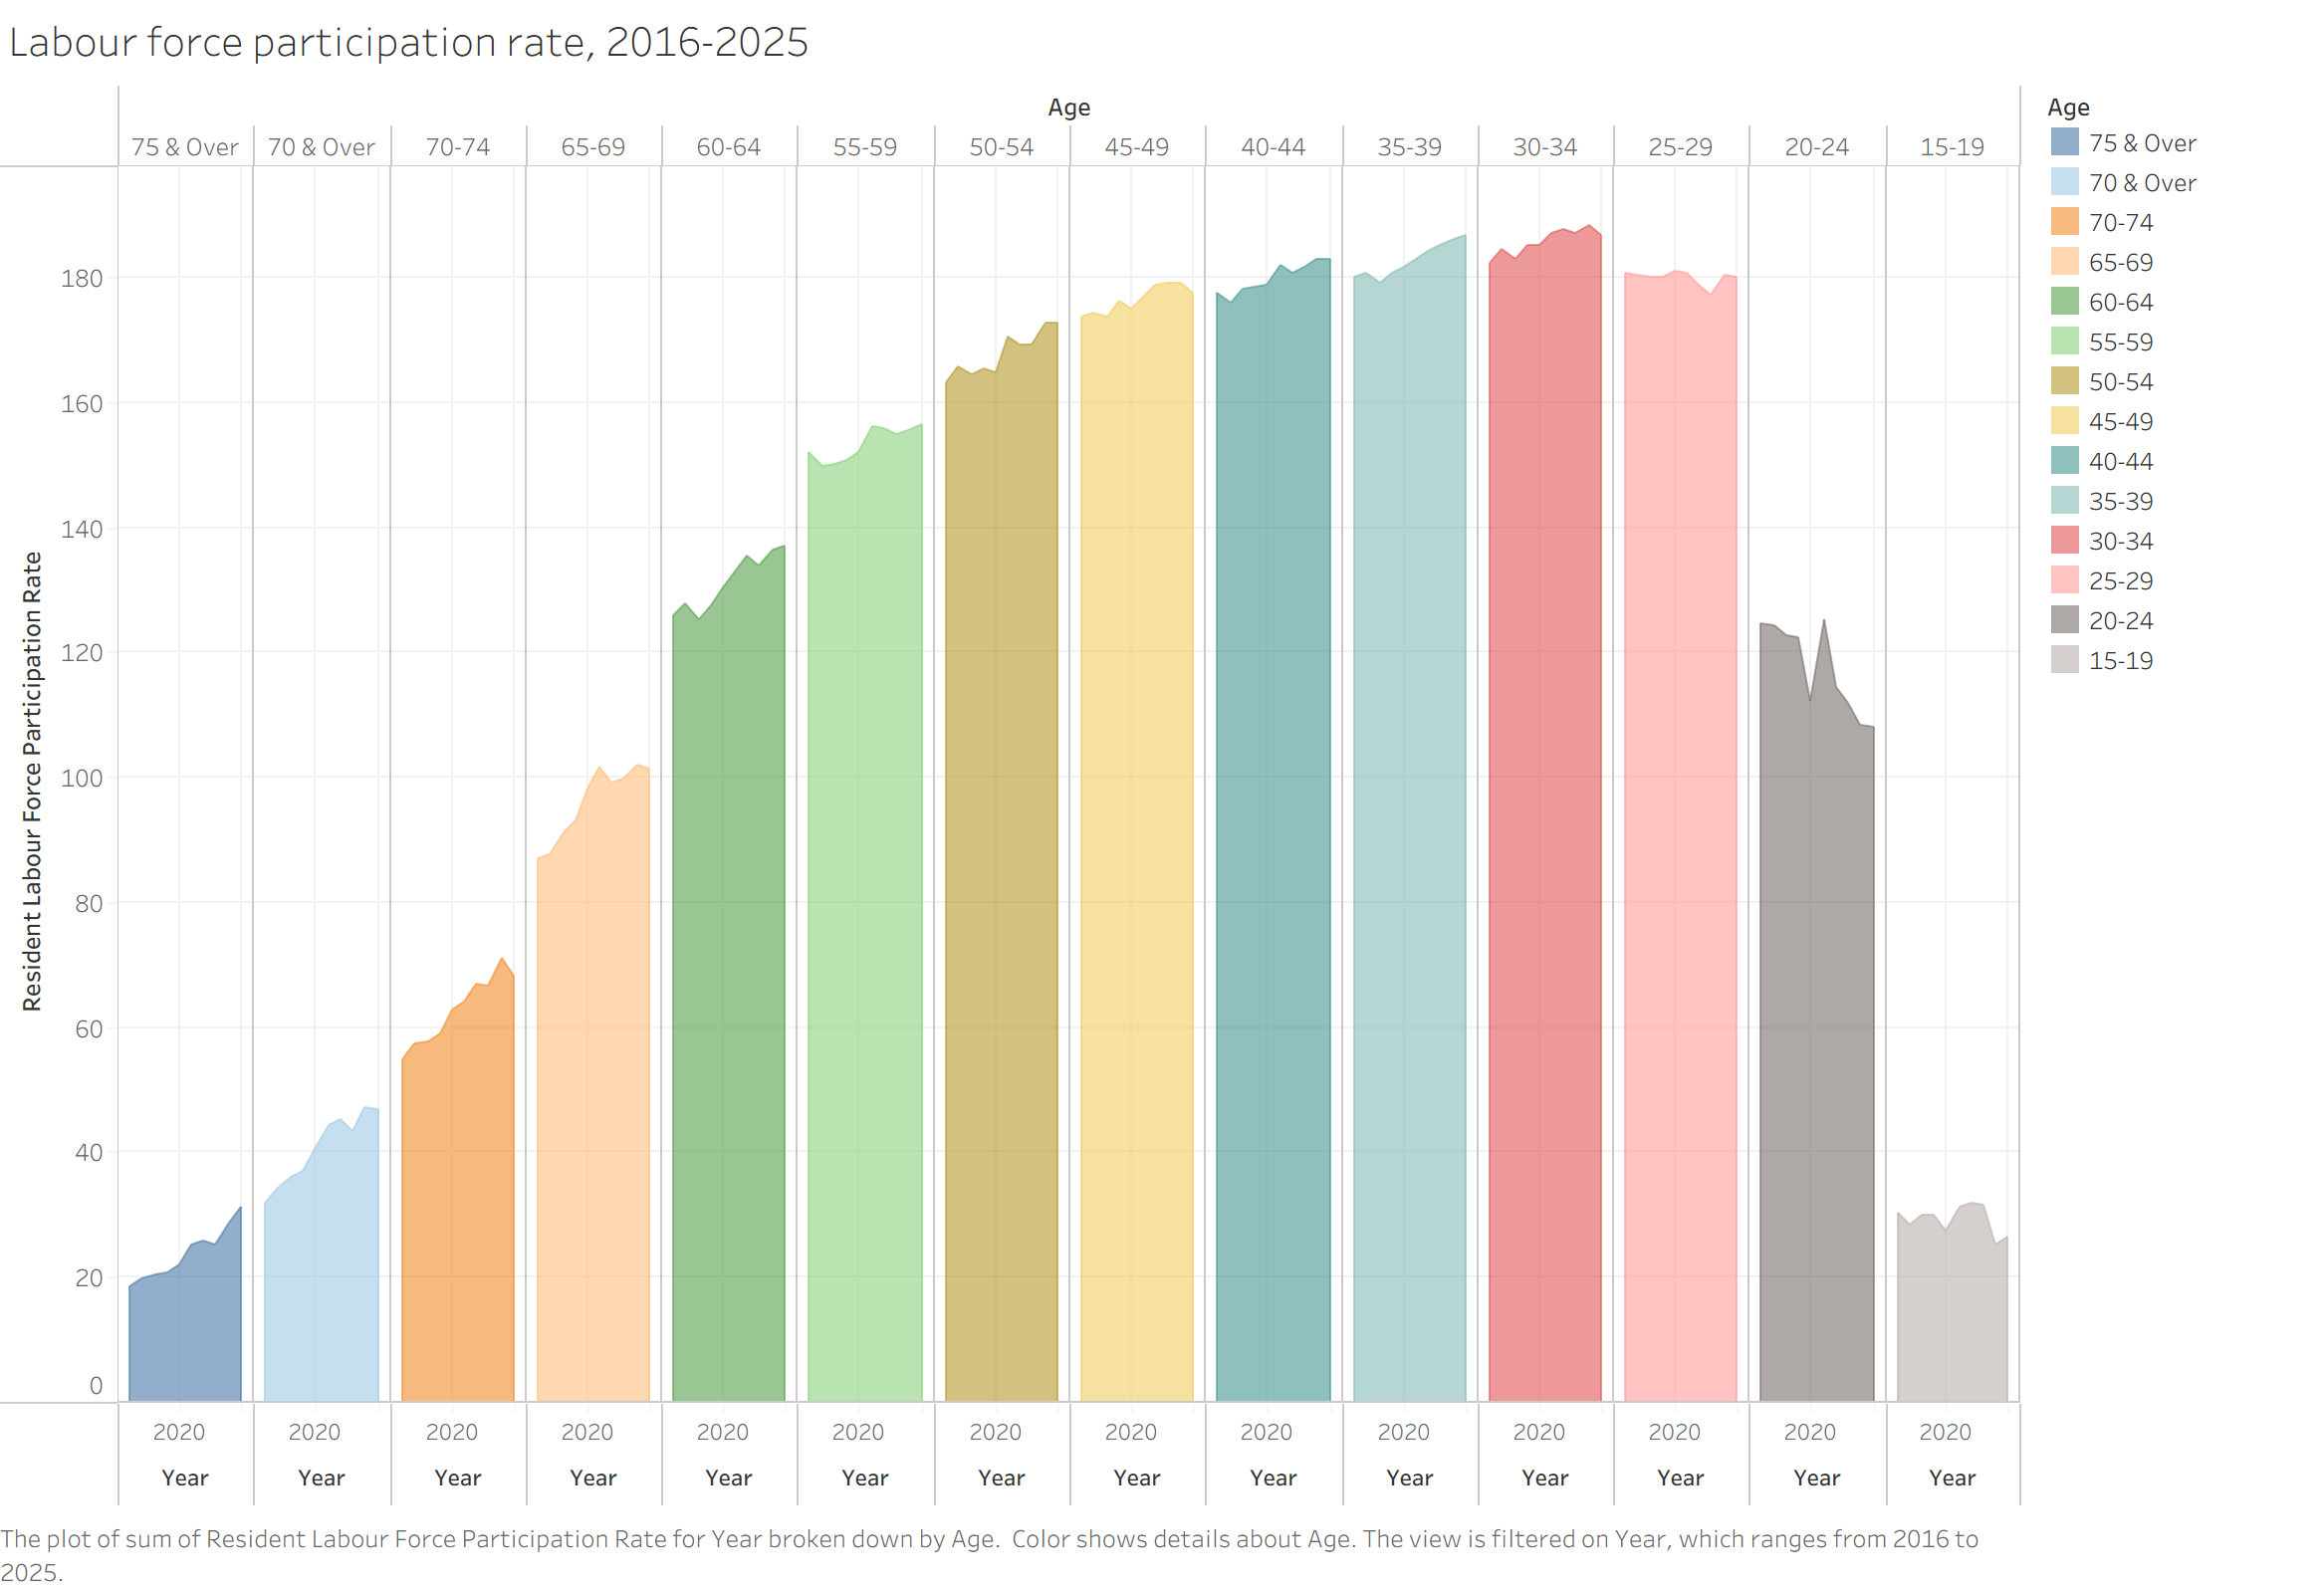 Labour force participation rate, 2016-2025
Age
75 & Over 70 & Over 70-74 65-69 60-64 55-59 50-54 45-49 40-44 35-39 30-34 25-29 20-24 15-19
Resident Labour Force Participation Rate
180
160
140
120
100
80
60
40
20
0
2020 2020 2020 2020 2020 2020 2020 2020 2020 2020 2020 2020 2020 2020
Year Year Year Year Year Year Year Year Year Year Year Year Year Year
Age
75 & Over
70 & Over
70-74
65-69
60-64
55-59
50-54
45-49
40-44
35-39
30-34
25-29
20-24
15-19
The plot of sum of Resident Labour Force Participation Rate for Year broken down by Age.  Color shows details about Age. The view is filtered on Year, which ranges from 2016 to
2025.